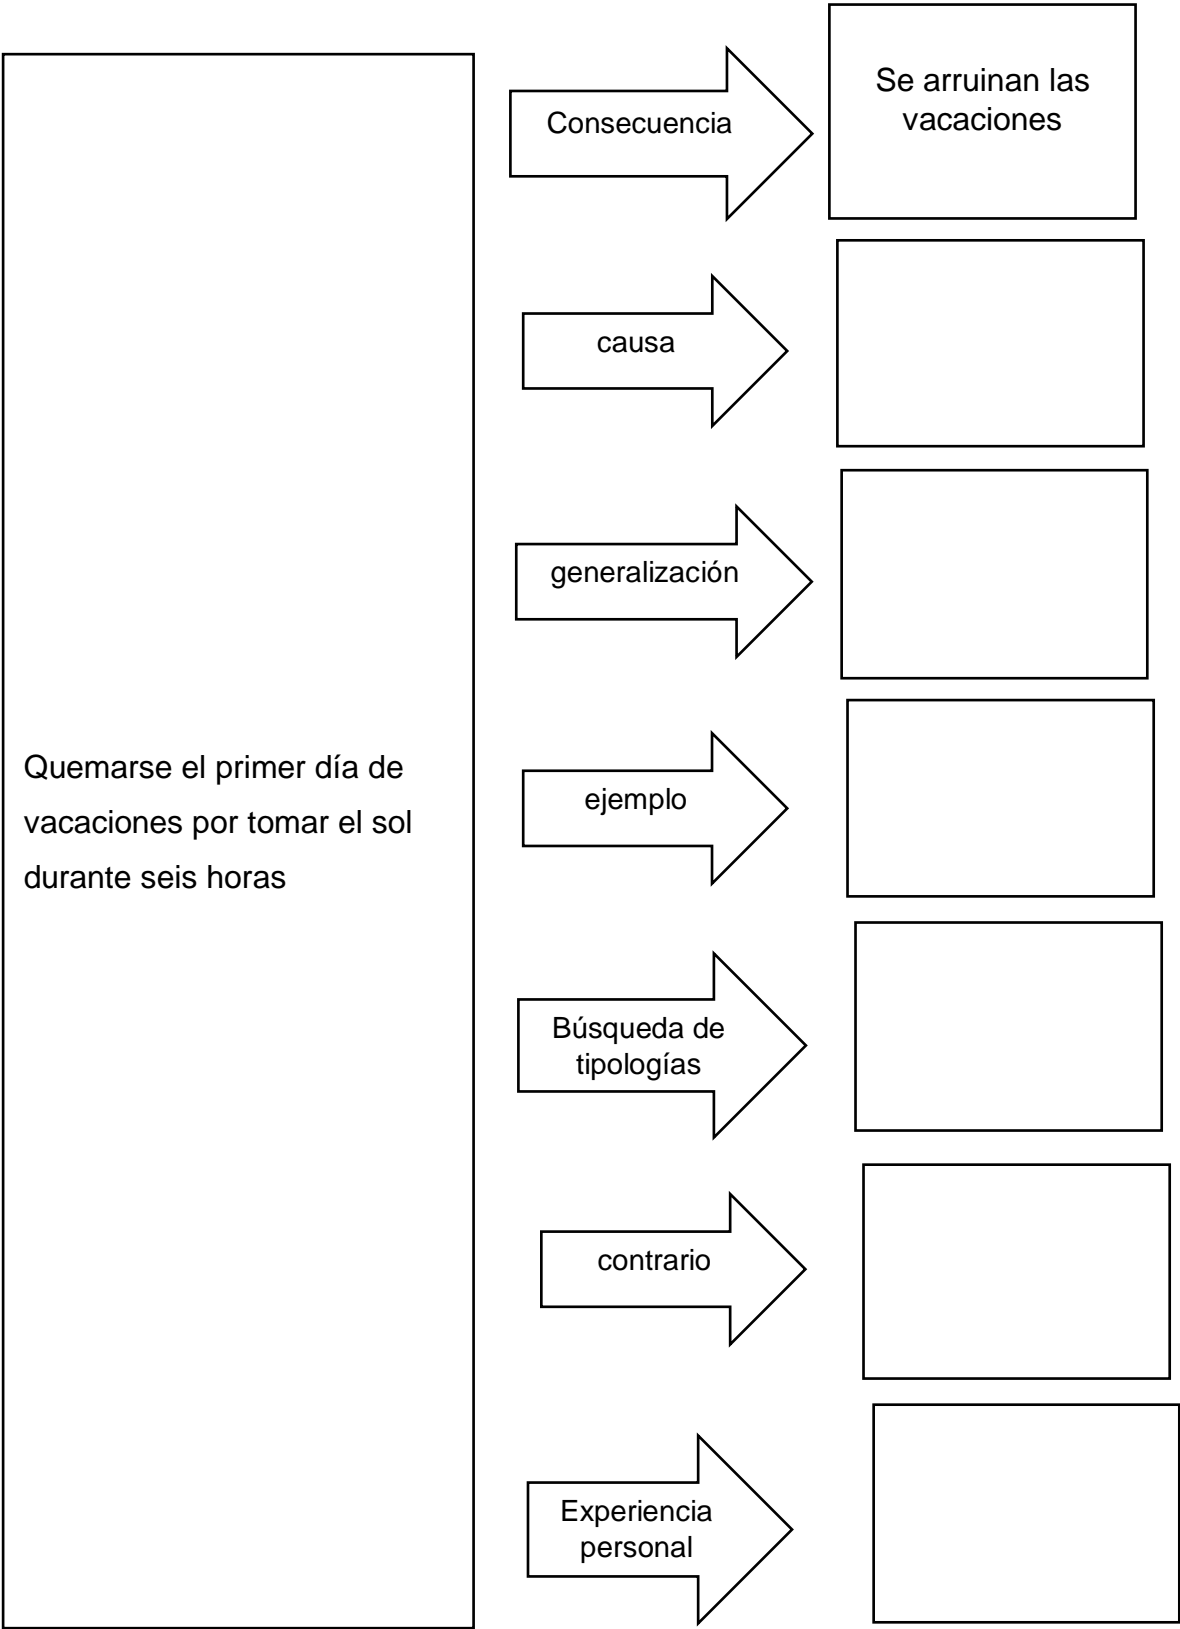 Quemarse el primer día de
vacaciones por tomar el sol
durante seis horas
Consecuencia
Se arruinan las
vacaciones
causa
generalización
ejemplo
Búsqueda de
tipologías
contrario
Experiencia
personal